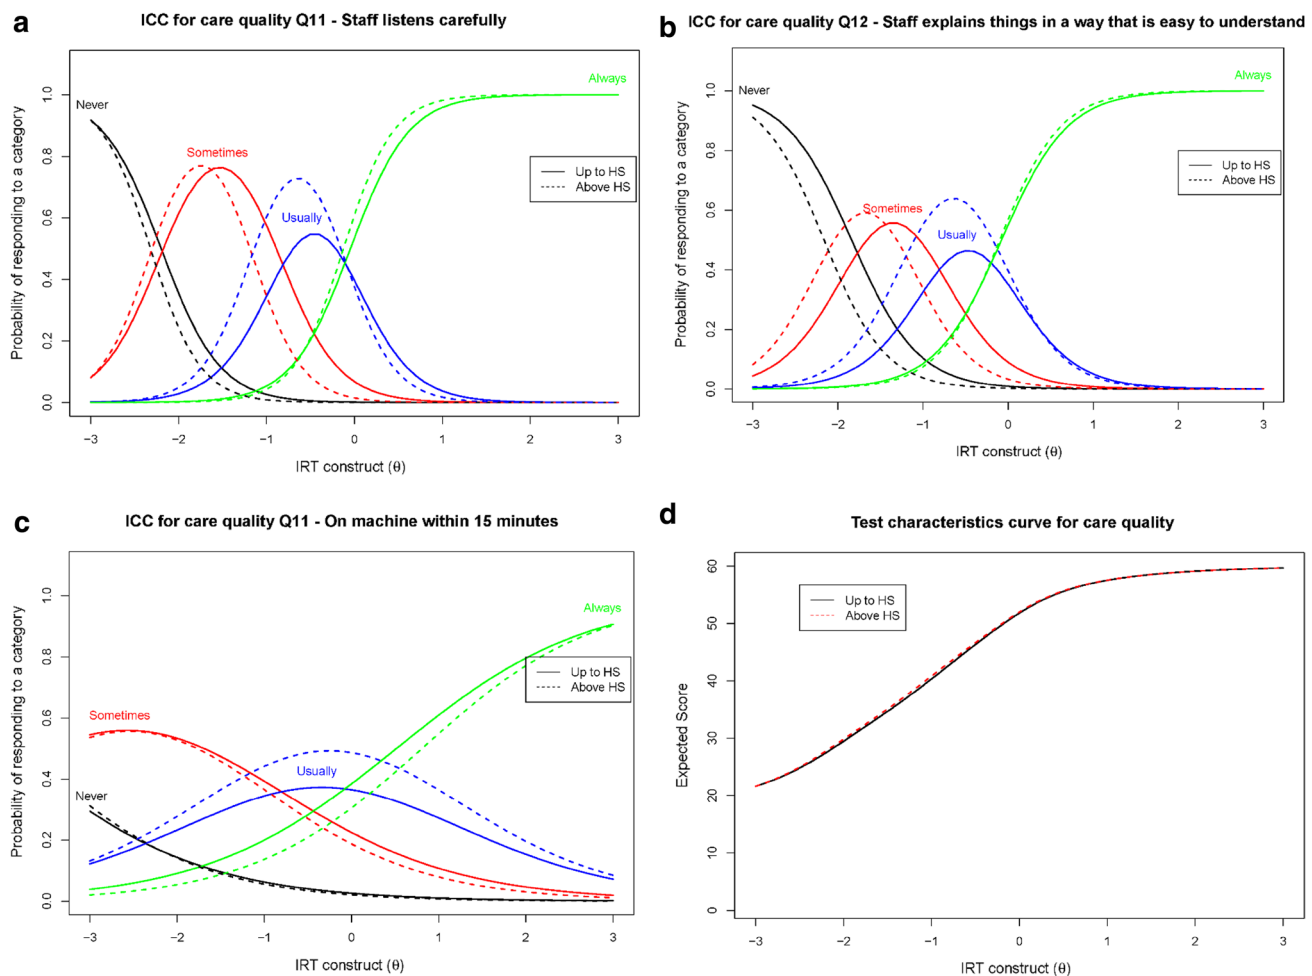 a
ICC for care quality Q11 - Staff listens carefully
Probability of responding to a category
0.0 0.2 0.4 0.6 0.8 1.0
Never
Sometimes
Usually
Always
Up to HS
Above HS
−3 −2 −1 0 1 2 3
IRT construct (θ)
b
ICC for care quality Q12 - Staff explains things in a way that is easy to understand
Probability of responding to a category
0.0 0.2 0.4 0.6 0.8 1.0
Never
Sometimes
Usually
Always
Up to HS
Above HS
−3 −2 −1 0 1 2 3
IRT construct (θ)
c
ICC for care quality Q11 - On machine within 15 minutes
Probability of responding to a category
0.0 0.2 0.4 0.6 0.8 1.0
Sometimes
Never
Usually
Always
Up to HS
Above HS
−3 −2 −1 0 1 2 3
IRT construct (θ)
d
Test characteristics curve for care quality
Expected Score
0 10 20 30 40 50 60
Up to HS
Above HS
−3 −2 −1 0 1 2 3
IRT construct (θ)